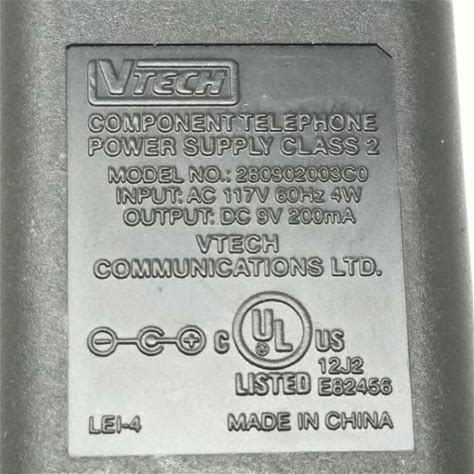 VTECH
COMPONENT TELEPHONE
POWER SUPPLY CLASS 2
MODEL NO.: 280902003C0
INPUT: AC 117V 60Hz 4W
OUTPUT: DC 9V 200mA
VTECH
COMMUNICATIONS LTD.
C UL US
12J2
LISTED E82456
LEI-4 MADE IN CHINA